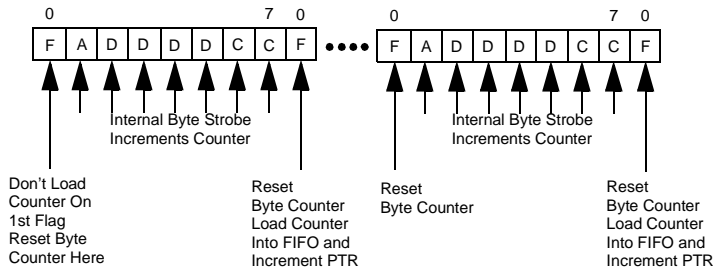 0 7 0 0 7 0
F A D D D D C C F F A D D D D C C F
Internal Byte Strobe
Increments Counter
Internal Byte Strobe
Increments Counter
Don't Load
Counter On
1st Flag
Reset Byte
Counter Here
Reset
Byte Counter
Load Counter
Into FIFO and
Increment PTR
Reset
Byte Counter
Reset
Byte Counter
Load Counter
Into FIFO and
Increment PTR